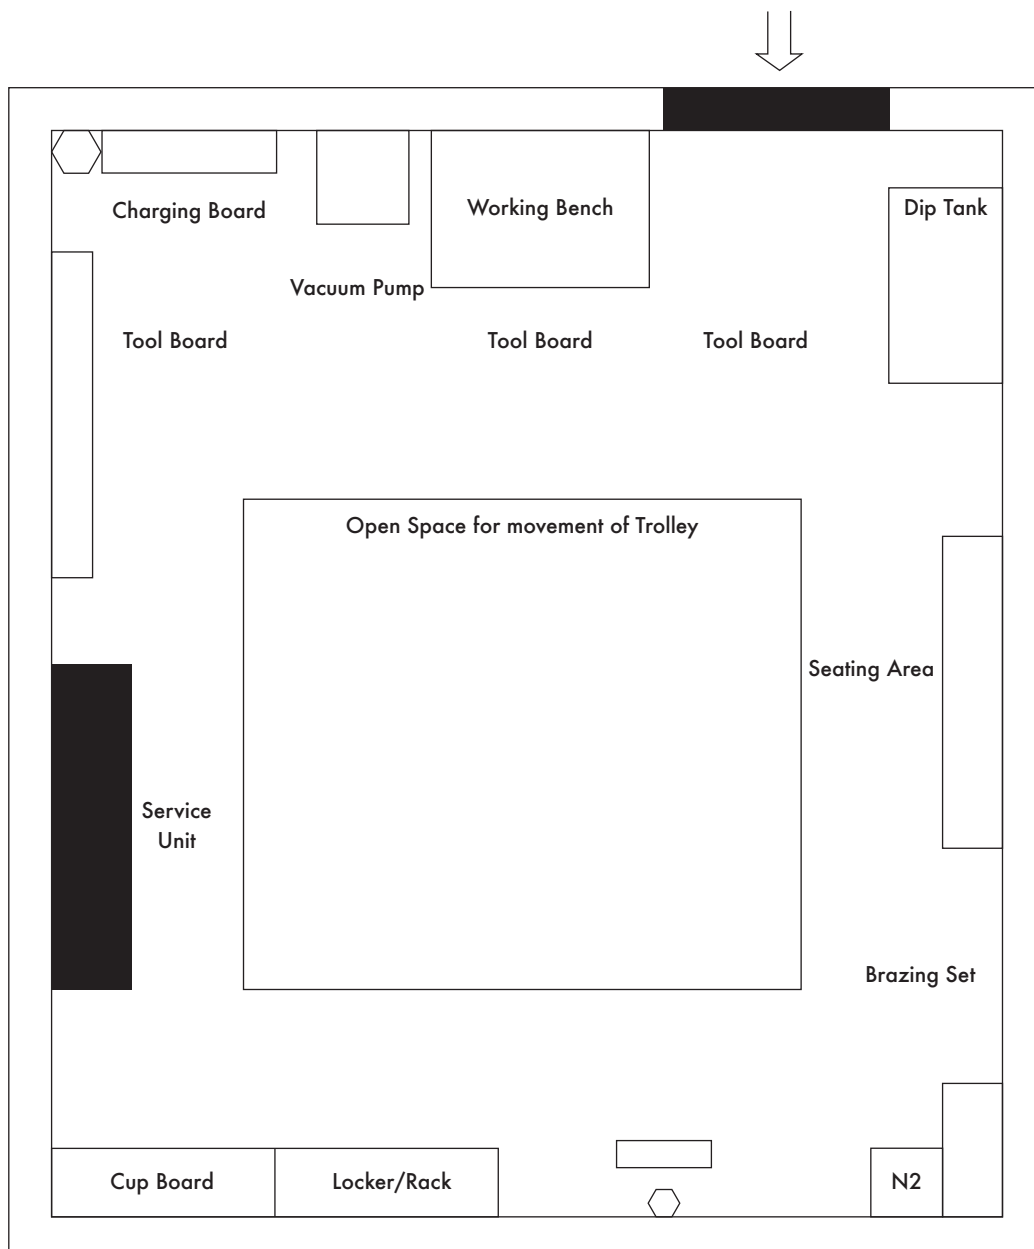 Charging Board
Working Bench
Dip Tank
Vacuum Pump
Tool Board
Tool Board
Tool Board
Open Space for movement of Trolley
Seating Area
Service
Unit
Brazing Set
Cup Board
Locker/Rack
N2